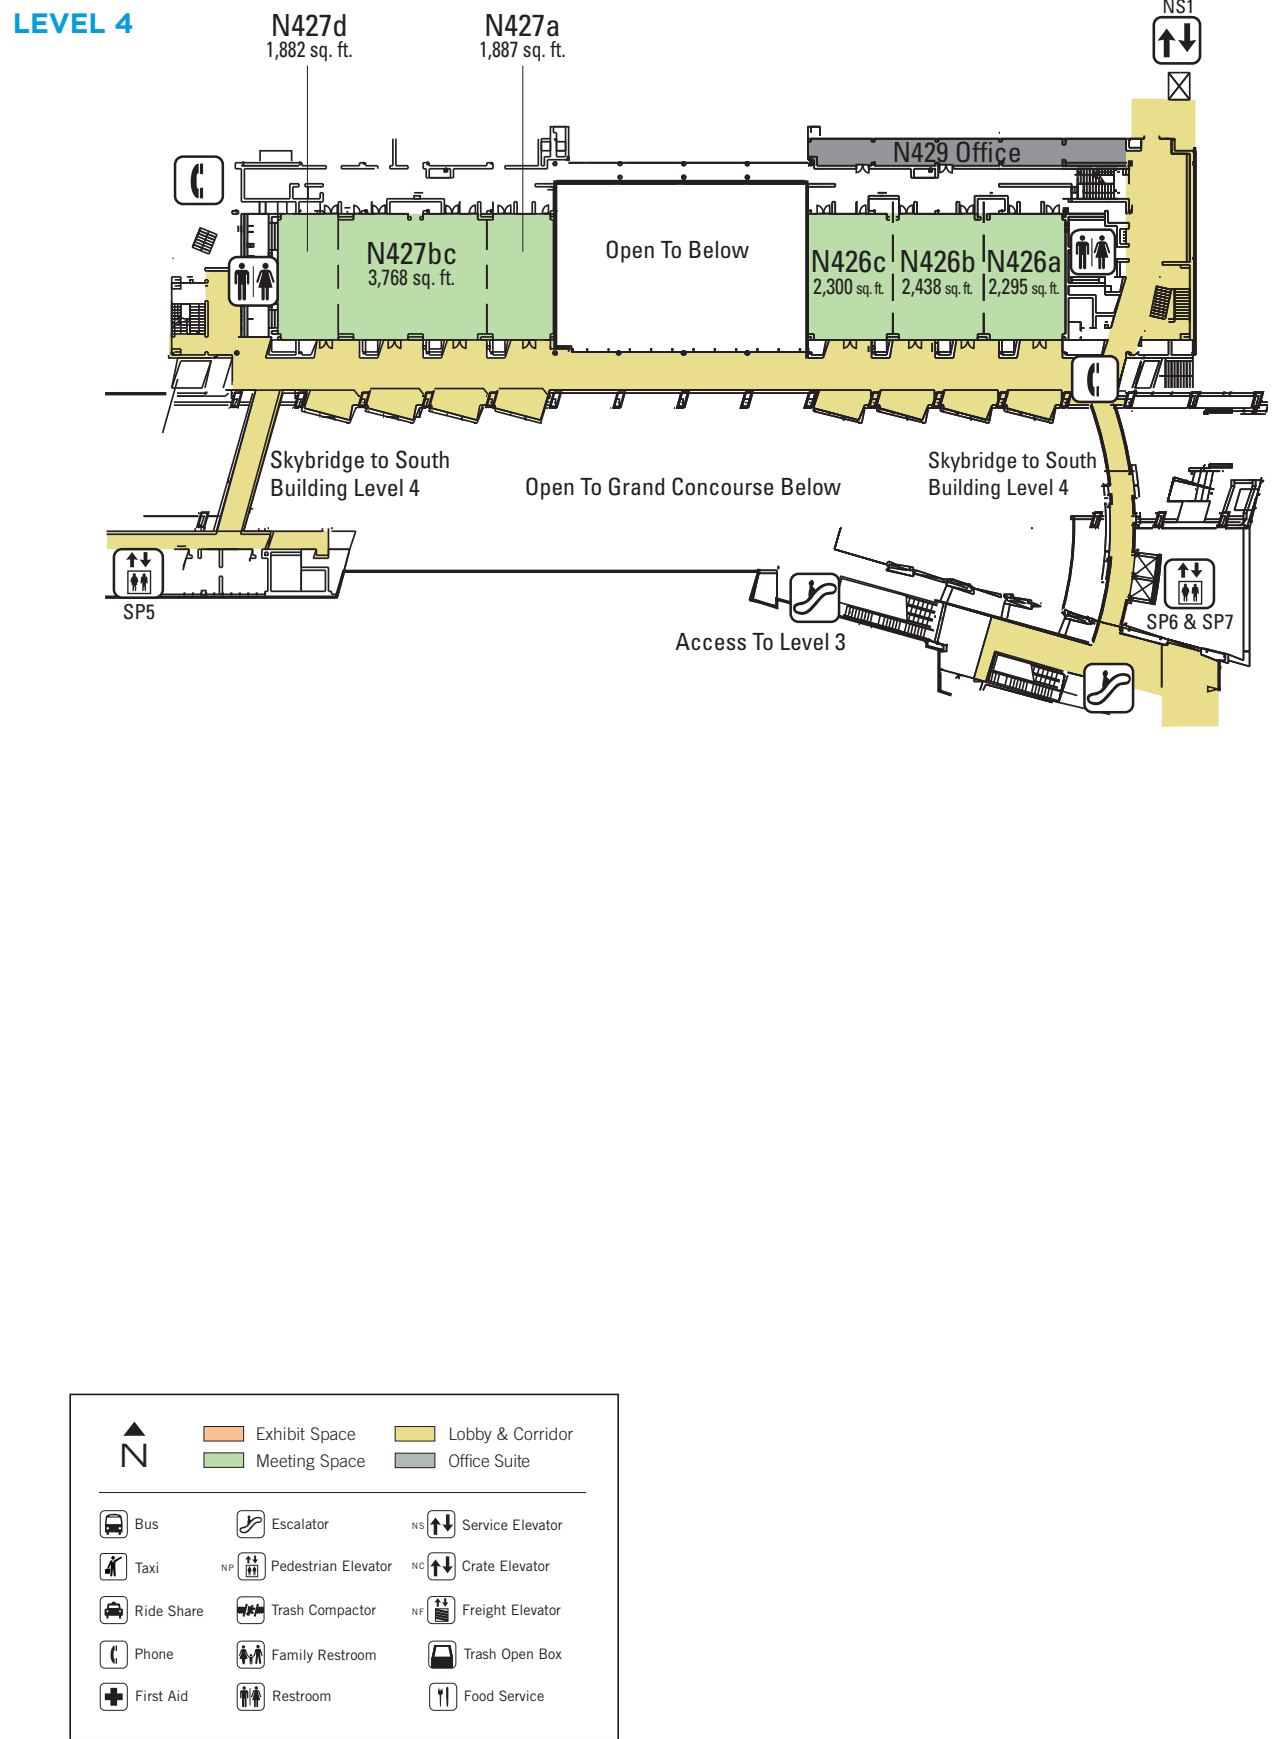 LEVEL 4
N427d
1,882 sq. ft.
N427a
1,887 sq. ft.
NS1
N429 Office
N427bc
3,768 sq. ft.
Open To Below
N426c
2,300 sq. ft.
N426b
2,438 sq. ft.
N426a
2,295 sq. ft.
Skybridge to South
Building Level 4
Open To Grand Concourse Below
Skybridge to South
Building Level 4
SP5
SP6 & SP7
Access To Level 3
N
Exhibit Space
Lobby & Corridor
Meeting Space
Office Suite
Bus
Escalator
NS Service Elevator
Taxi
NP Pedestrian Elevator
NC Crate Elevator
Ride Share
Trash Compactor
NF Freight Elevator
Phone
Family Restroom
Trash Open Box
First Aid
Restroom
Food Service